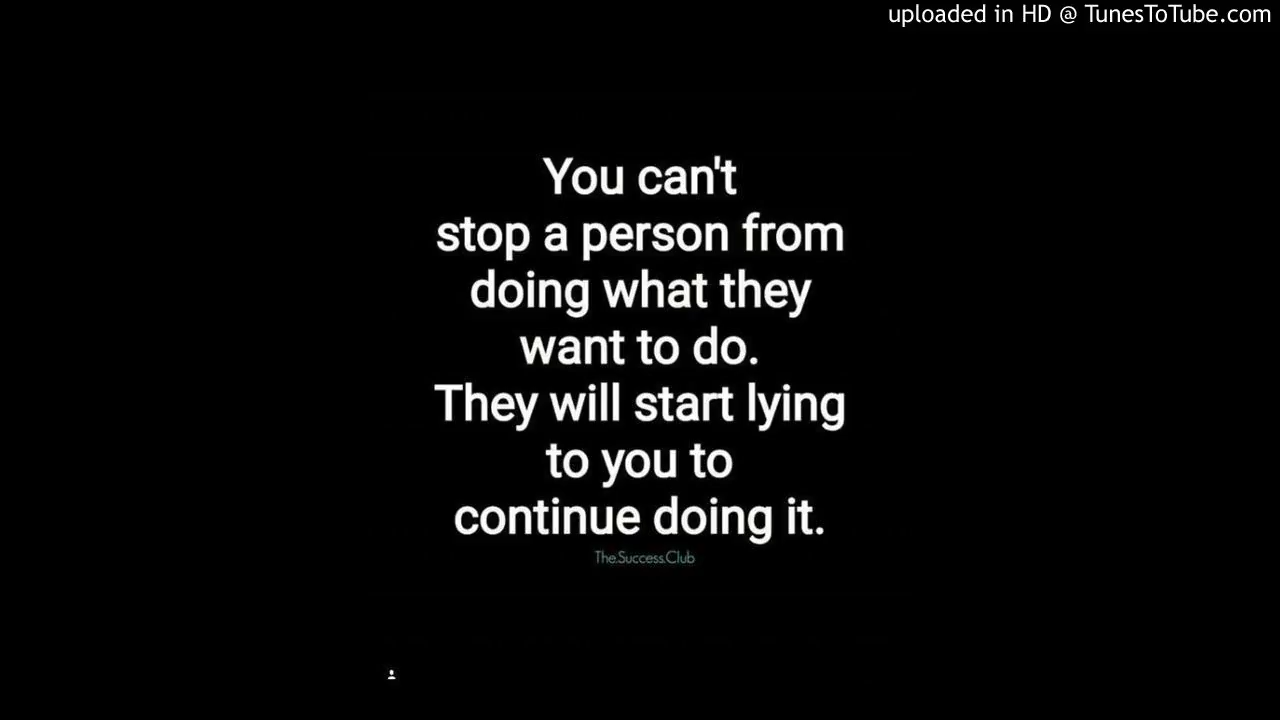 uploaded in HD @ TunesToTube.com
You can't
stop a person from
doing what they
want to do.
They will start lying
to you to
continue doing it.
The.Success.Club